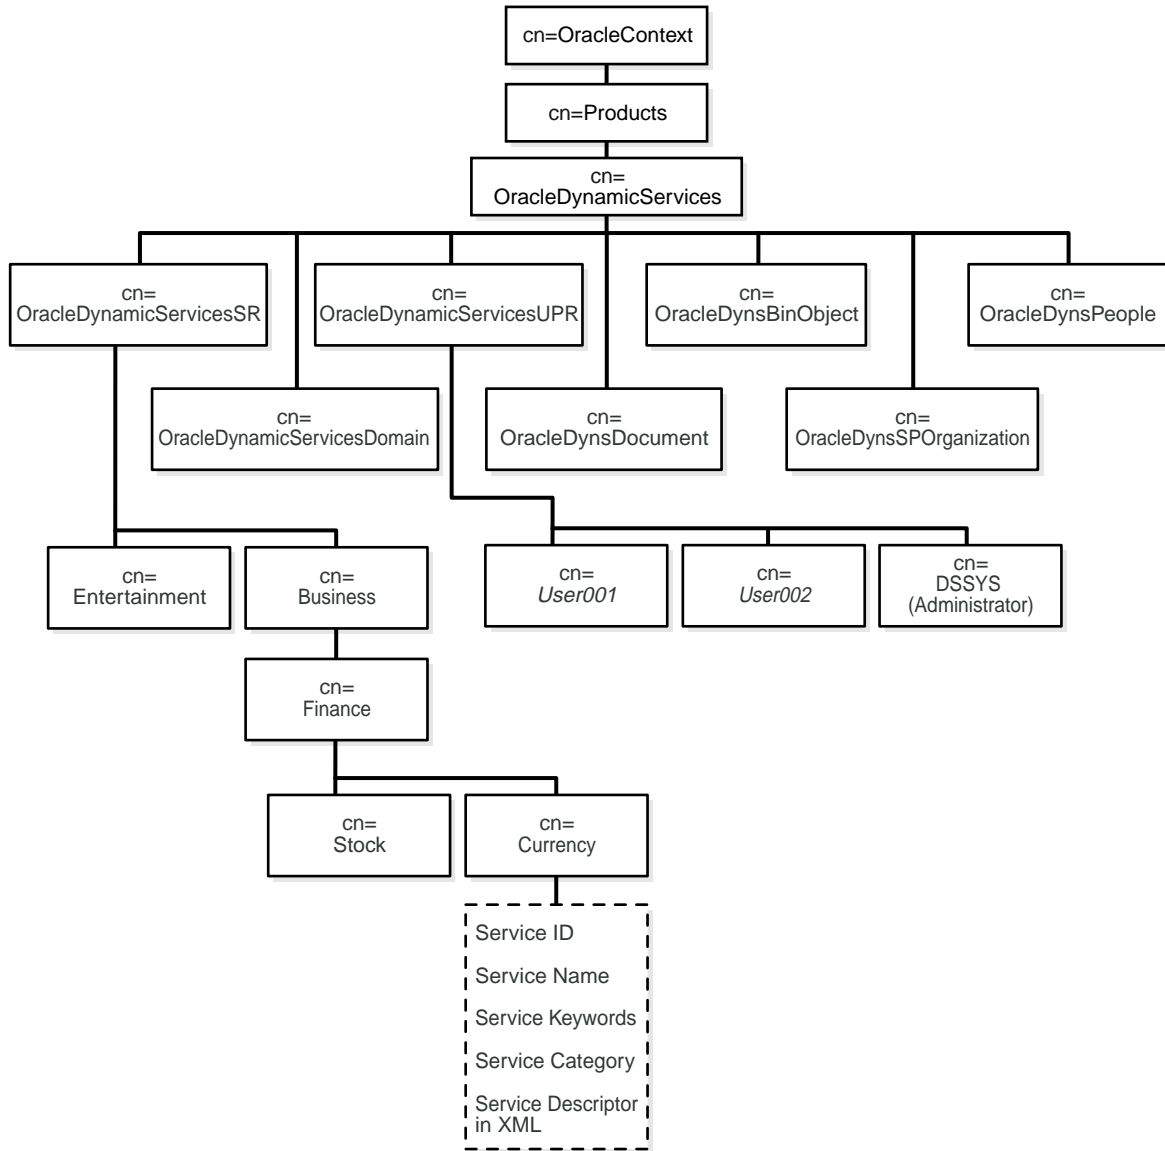 cn=OracleContext
cn=Products
cn=
OracleDynamicServices
cn=
OracleDynamicServicesSR
cn=
OracleDynamicServicesUPR
cn=
OracleDynsBinObject
cn=
OracleDynsPeople
cn=
OracleDynamicServicesDomain
cn=
OracleDynsDocument
cn=
OracleDynsSPOrganization
cn=
Entertainment
cn=
Business
cn=
User001
cn=
User002
cn=
DSSYS
(Administrator)
cn=
Finance
cn=
Stock
cn=
Currency
Service ID
Service Name
Service Keywords
Service Category
Service Descriptor
in XML